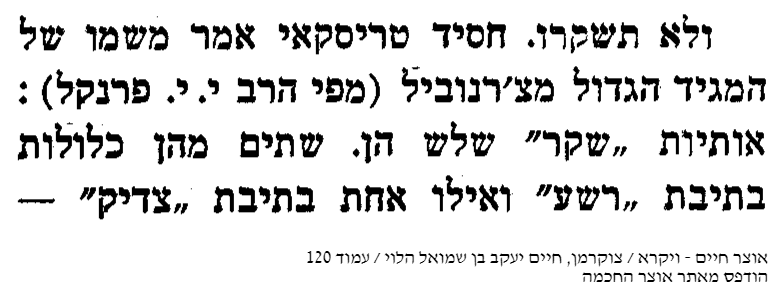 ולא תשקרו. חסיד טריסקאי אמר משמו של
המגיד הגדול מצ'רנוביל (מפי הרב י. י. פרנקל):
אותיות „שקר” שלש הן. שתים מהן כלולות
בתיבת „רשע” ואילו אחת בתיבת „צדיק” —
אוצר חיים - ויקרא / צוקרמן, חיים יעקב בן שמואל הלוי / עמוד 120
הודפס מאתר אוצר החכמה